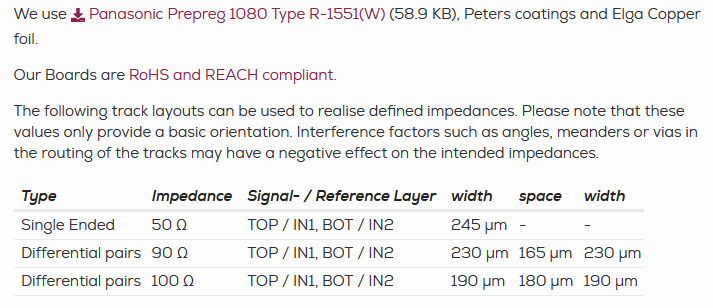 We use Panasonic Prepreg 1080 Type R-1551(W) (58.9 KB), Peters coatings and Elga Copper
foil.
Our Boards are RoHS and REACH compliant.
The following track layouts can be used to realise defined impedances. Please note that these
values only provide a basic orientation. Interference factors such as angles, meanders or vias in
the routing of the tracks may have a negative effect on the intended impedances.
Type Impedance Signal- / Reference Layer width space width
Single Ended 50 Ω TOP / IN1, BOT / IN2 245 µm - -
Differential pairs 90 Ω TOP / IN1, BOT / IN2 230 µm 165 µm 230 µm
Differential pairs 100 Ω TOP / IN1, BOT / IN2 190 µm 180 µm 190 µm